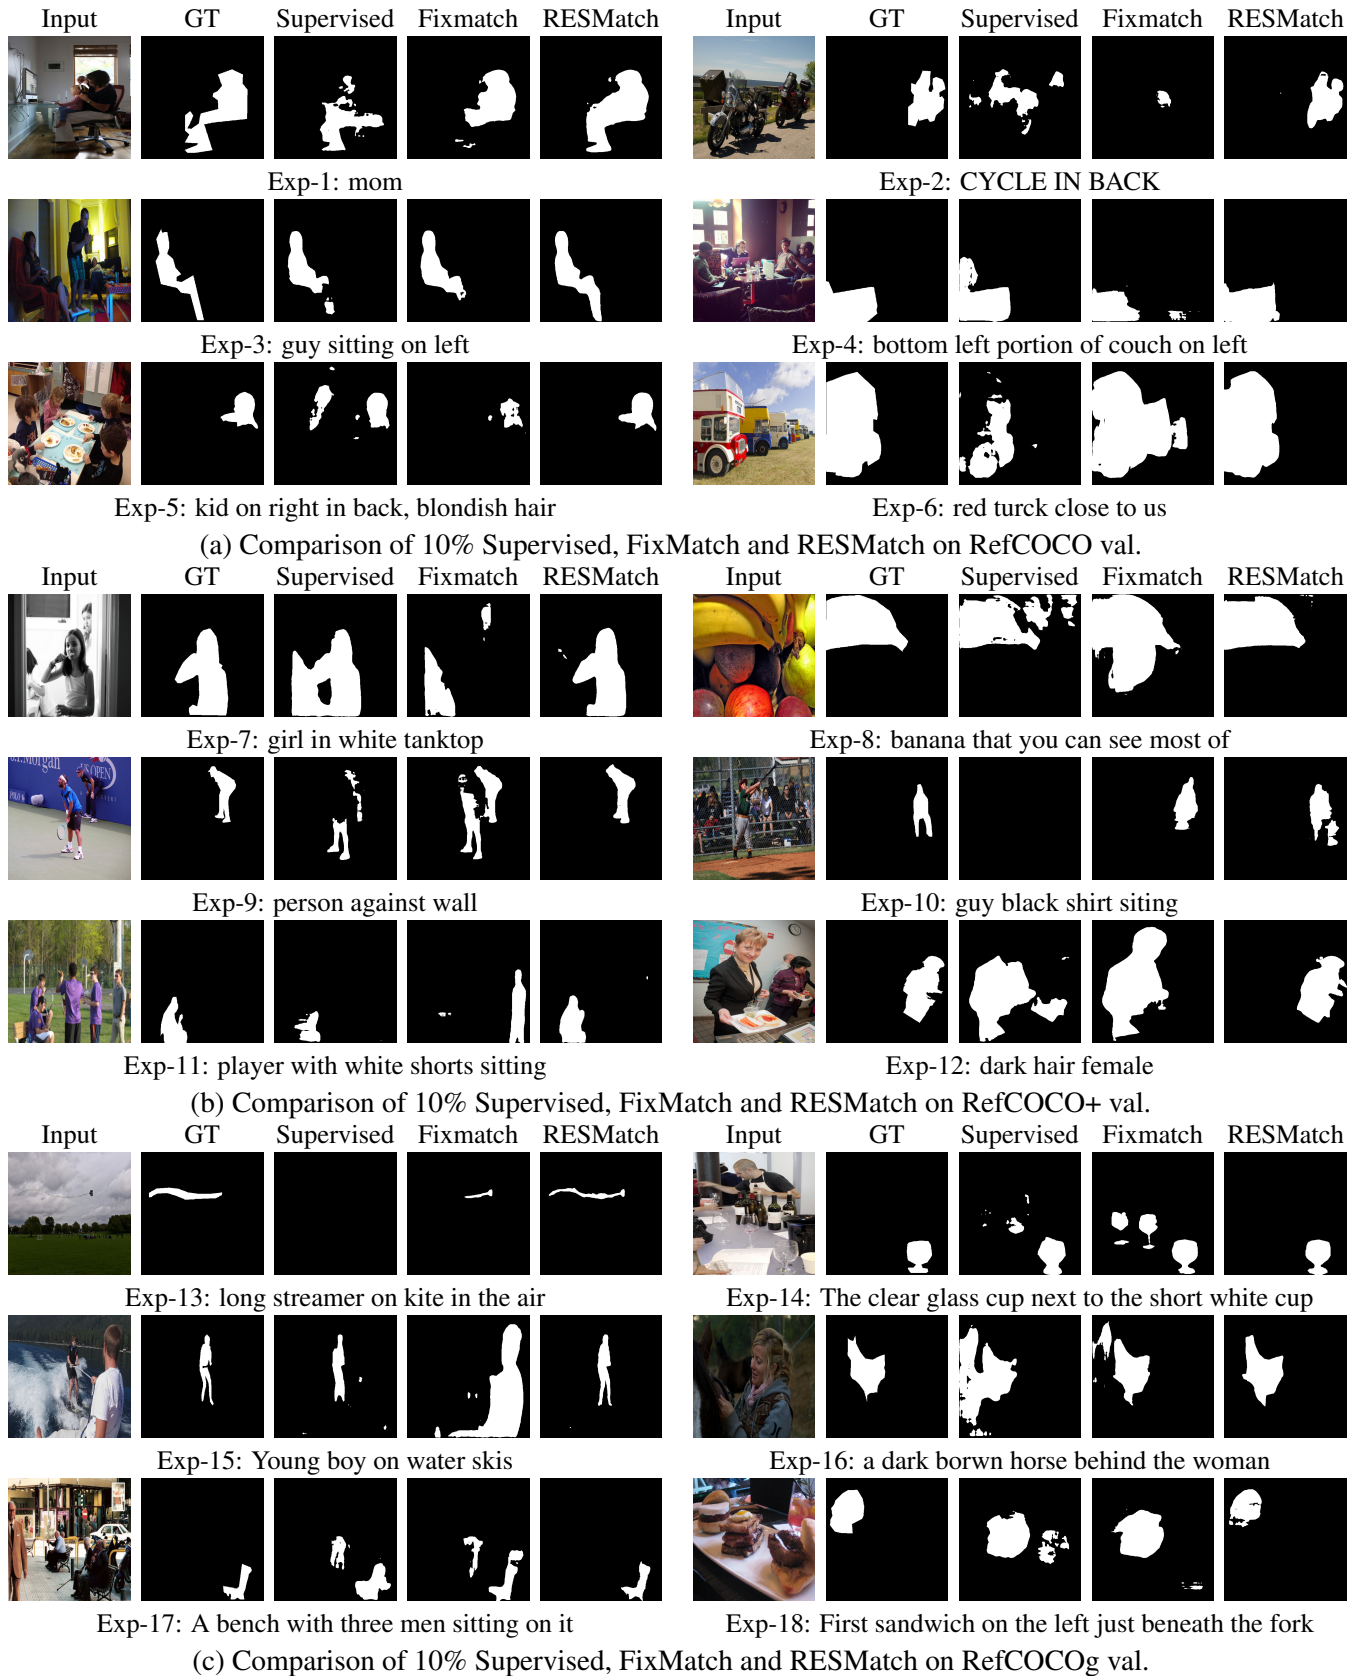 Input GT Supervised Fixmatch RESMatch Input GT Supervised Fixmatch RESMatch
Exp-1: mom Exp-2: CYCLE IN BACK
Exp-3: guy sitting on left Exp-4: bottom left portion of couch on left
Exp-5: kid on right in back, blondish hair Exp-6: red turck close to us
(a) Comparison of 10% Supervised, FixMatch and RESMatch on RefCOCO val.
Input GT Supervised Fixmatch RESMatch Input GT Supervised Fixmatch RESMatch
Exp-7: girl in white tanktop Exp-8: banana that you can see most of
J.P.Morgan
US OPEN
Exp-9: person against wall Exp-10: guy black shirt siting
Exp-11: player with white shorts sitting Exp-12: dark hair female
(b) Comparison of 10% Supervised, FixMatch and RESMatch on RefCOCO+ val.
Input GT Supervised Fixmatch RESMatch Input GT Supervised Fixmatch RESMatch
Exp-13: long streamer on kite in the air Exp-14: The clear glass cup next to the short white cup
Exp-15: Young boy on water skis Exp-16: a dark borwn horse behind the woman
Exp-17: A bench with three men sitting on it Exp-18: First sandwich on the left just beneath the fork
(c) Comparison of 10% Supervised, FixMatch and RESMatch on RefCOCOg val.